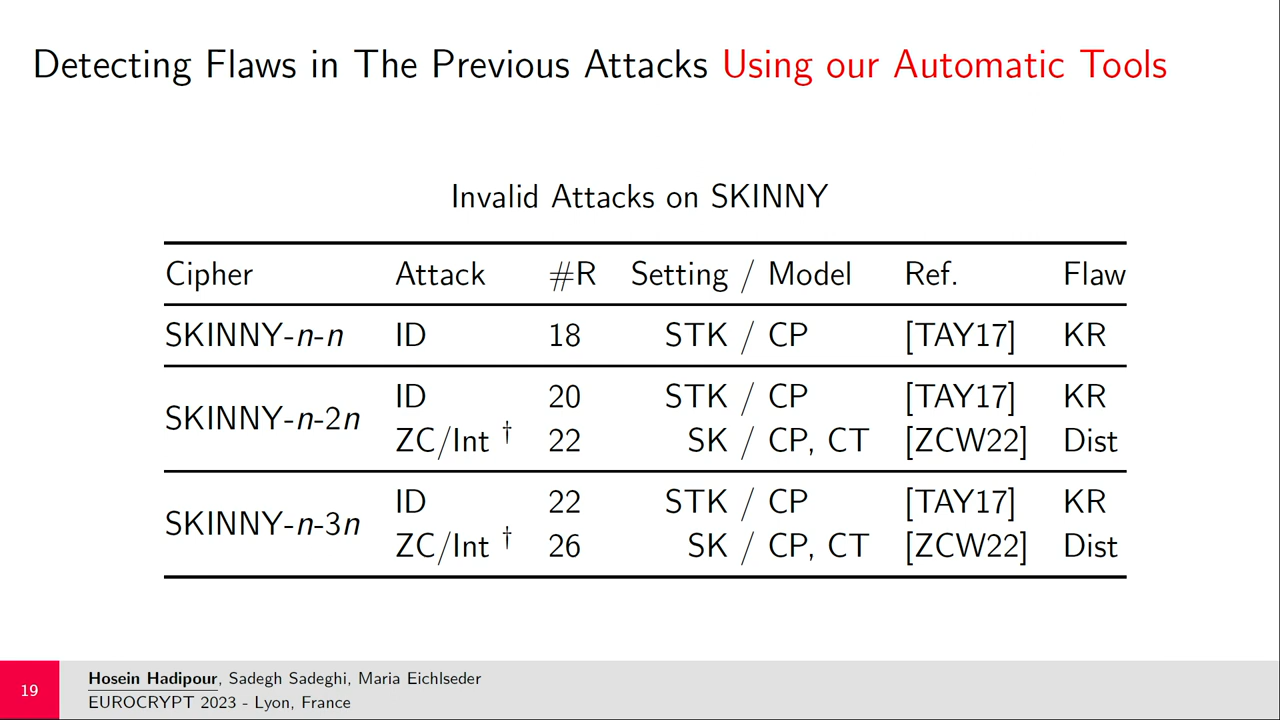 Detecting Flaws in The Previous Attacks Using our Automatic Tools
Invalid Attacks on SKINNY
Cipher Attack #R Setting / Model Ref. Flaw
SKINNY-n-n ID 18 STK / CP [TAY17] KR
SKINNY-n-2n ID 20 STK / CP [TAY17] KR
ZC/Int † 22 SK / CP, CT [ZCW22] Dist
SKINNY-n-3n ID 22 STK / CP [TAY17] KR
ZC/Int † 26 SK / CP, CT [ZCW22] Dist
19
Hosein Hadipour, Sadegh Sadeghi, Maria Eichlseder
EUROCRYPT 2023 - Lyon, France